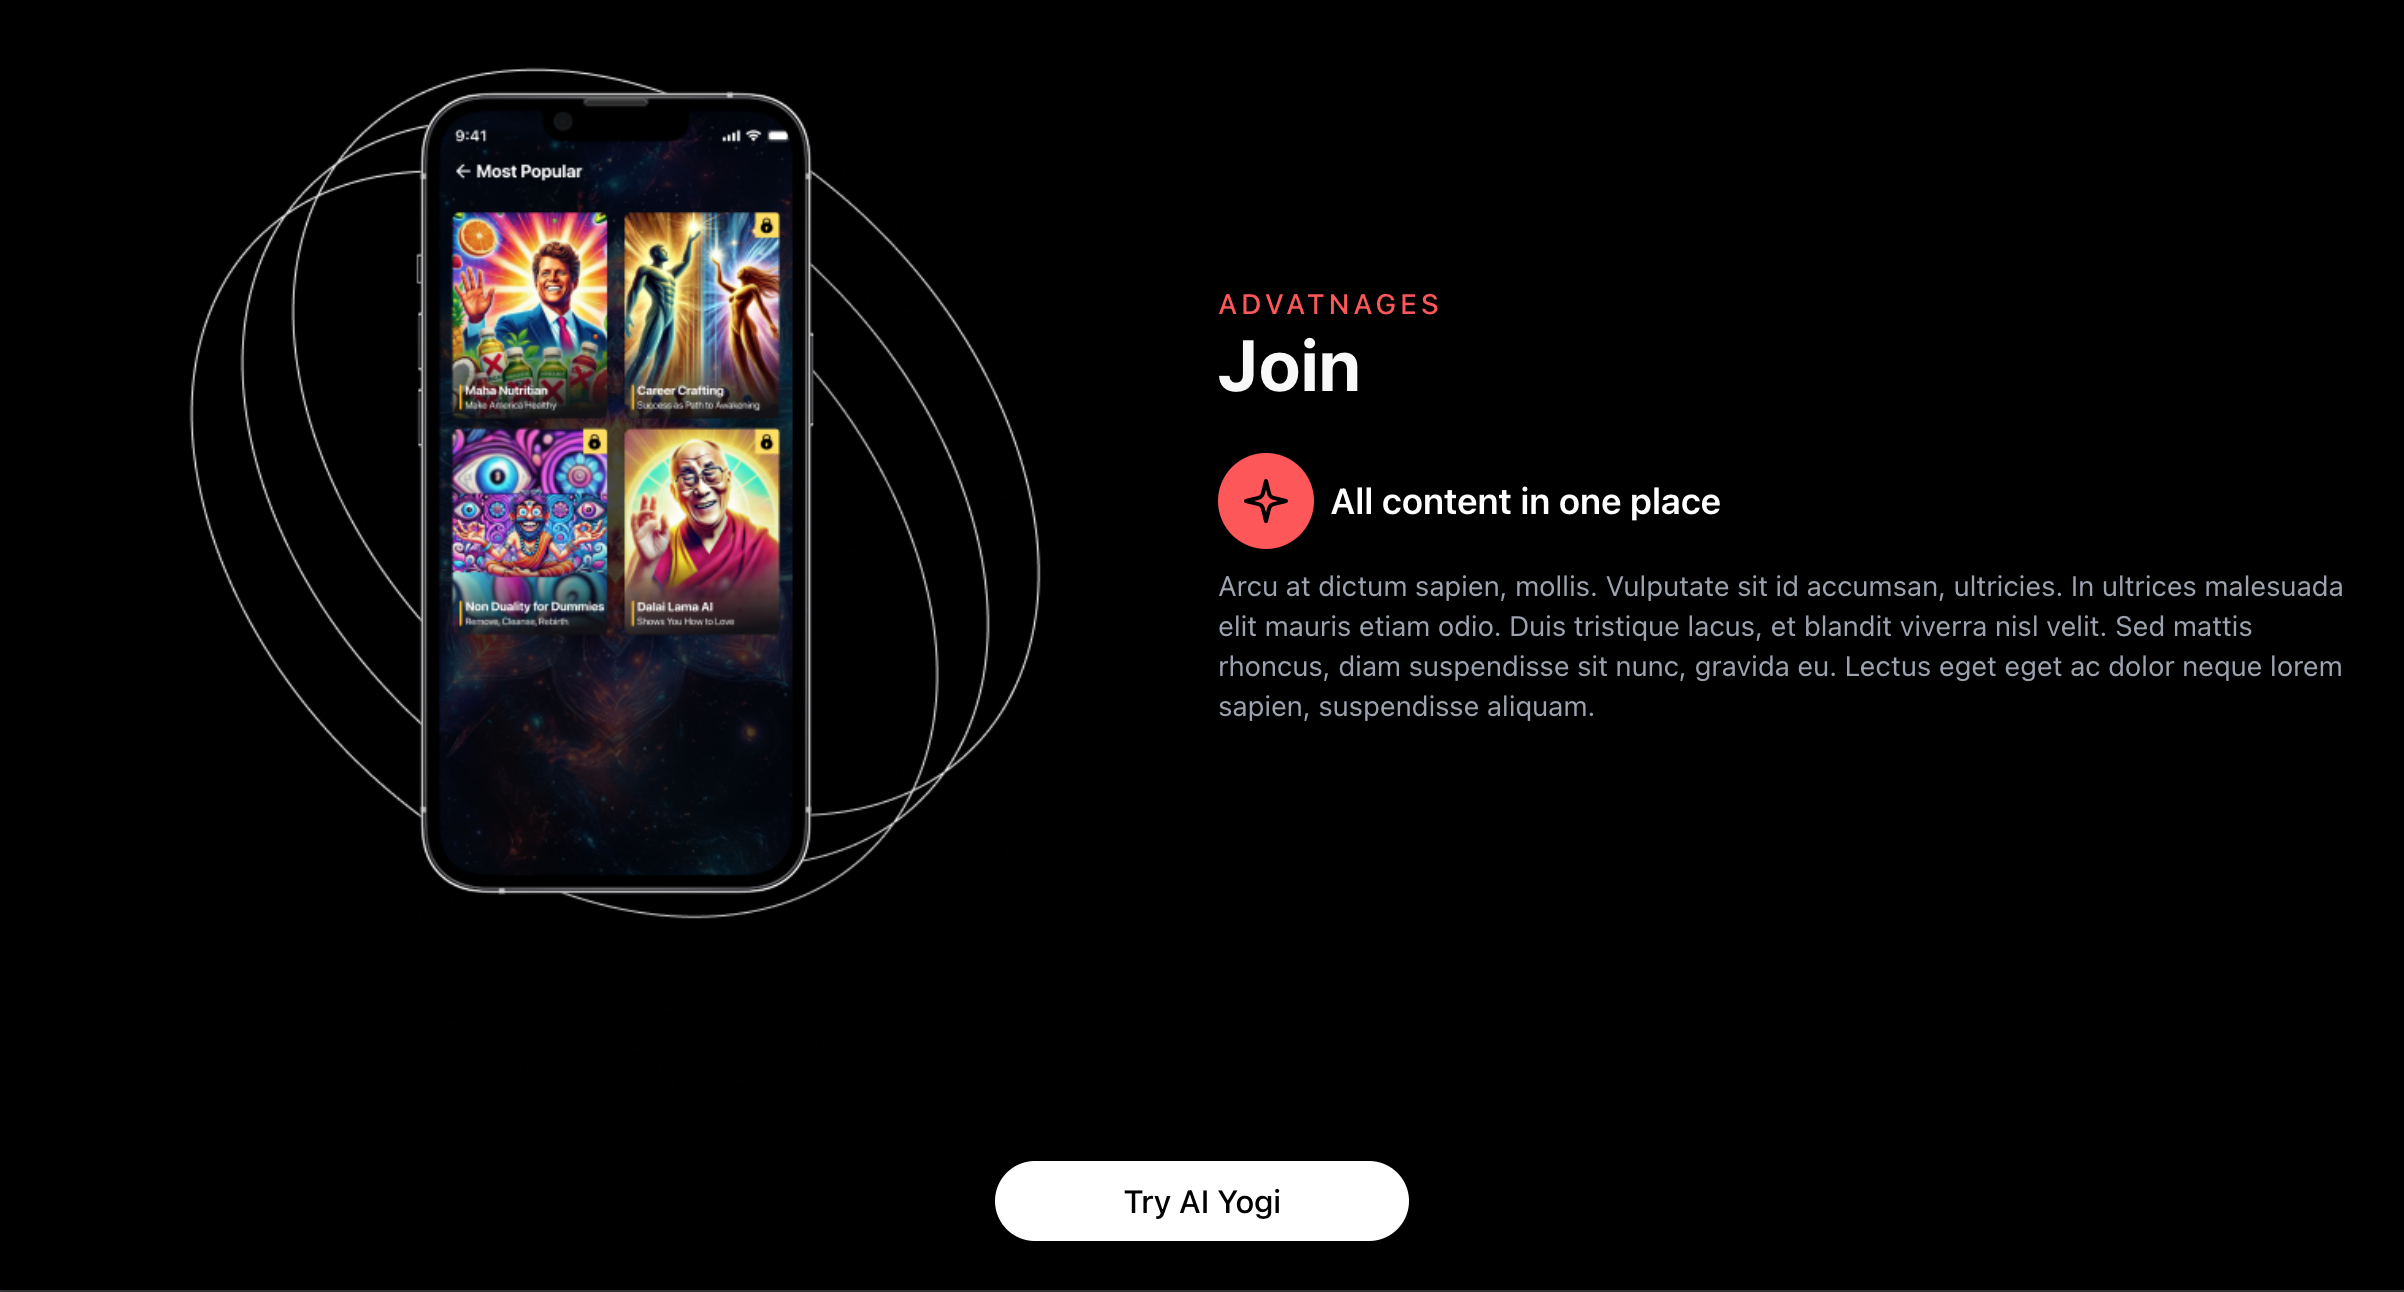 9:41
Most Popular
Maha Nutritian
Make America Healthy
Career Crafting
Success as Path to Awakening
Non Duality for Dummies
Remove, Cleanse, Rebirth
Dalai Lama AI
Shows You How to Love
ADVATNAGES
Join
All content in one place
Arcu at dictum sapien, mollis. Vulputate sit id accumsan, ultricies. In ultrices malesuada
elit mauris etiam odio. Duis tristique lacus, et blandit viverra nisl velit. Sed mattis
rhoncus, diam suspendisse sit nunc, gravida eu. Lectus eget eget ac dolor neque lorem
sapien, suspendisse aliquam.
Try AI Yogi